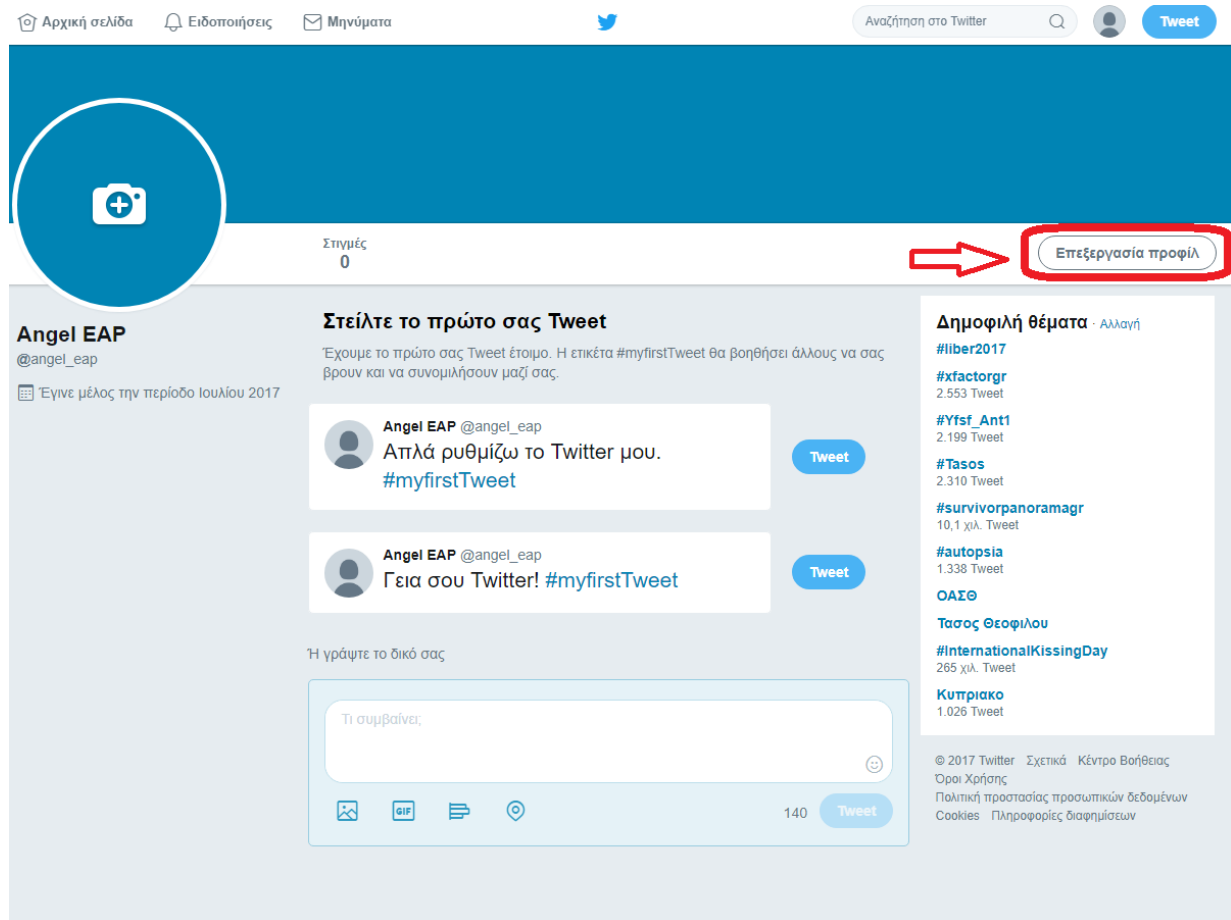 Αρχική σελίδα Ειδοποιήσεις Μηνύματα Αναζήτηση στο Twitter Tweet
Στιγμές
0
Επεξεργασία προφίλ
Angel EAP
@angel_eap
Έγινε μέλος την περίοδο Ιουλίου 2017
Στείλτε το πρώτο σας Tweet
Έχουμε το πρώτο σας Tweet έτοιμο. Η ετικέτα #myfirstTweet θα βοηθήσει άλλους να σας
βρουν και να συνομιλήσουν μαζί σας.
Angel EAP @angel_eap
Απλά ρυθμίζω το Twitter μου.
#myfirstTweet
Tweet
Angel EAP @angel_eap
Γεια σου Twitter! #myfirstTweet
Tweet
Ή γράψτε το δικό σας
Τι συμβαίνει;
GIF
140 Tweet
Δημοφιλή θέματα · Αλλαγή
#liber2017
#xfactorgr
2.553 Tweet
#Yfsf_Ant1
2.199 Tweet
#Tasos
2.310 Tweet
#survivorpanoramagr
10,1 χιλ. Tweet
#autopsia
1.338 Tweet
ΟΑΣΘ
Τασος Θεοφιλου
#InternationalKissingDay
265 χιλ. Tweet
Κυπριακο
1.026 Tweet
© 2017 Twitter Σχετικά Κέντρο Βοήθειας
Όροι Χρήσης
Πολιτική προστασίας προσωπικών δεδομένων
Cookies Πληροφορίες διαφημίσεων